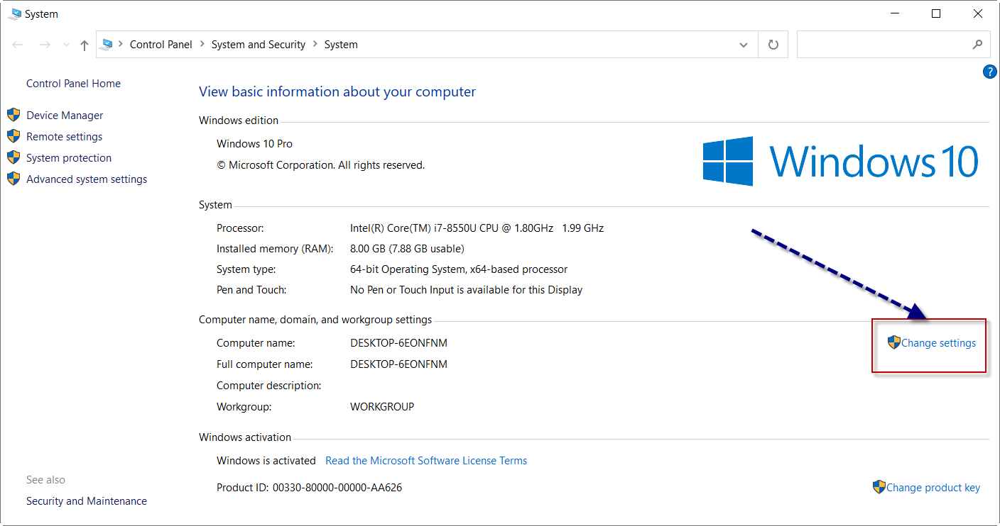 System
Control Panel > System and Security > System
?
Control Panel Home
Device Manager
Remote settings
System protection
Advanced system settings
View basic information about your computer
Windows edition
Windows 10 Pro
© Microsoft Corporation. All rights reserved.
Windows 10
System
Processor: Intel(R) Core(TM) i7-8550U CPU @ 1.80GHz 1.99 GHz
Installed memory (RAM): 8.00 GB (7.88 GB usable)
System type: 64-bit Operating System, x64-based processor
Pen and Touch: No Pen or Touch Input is available for this Display
Computer name, domain, and workgroup settings
Computer name: DESKTOP-6EONFNM Change settings
Full computer name: DESKTOP-6EONFNM
Computer description:
Workgroup: WORKGROUP
Windows activation
Windows is activated Read the Microsoft Software License Terms
Product ID: 00330-80000-00000-AA626 Change product key
See also
Security and Maintenance